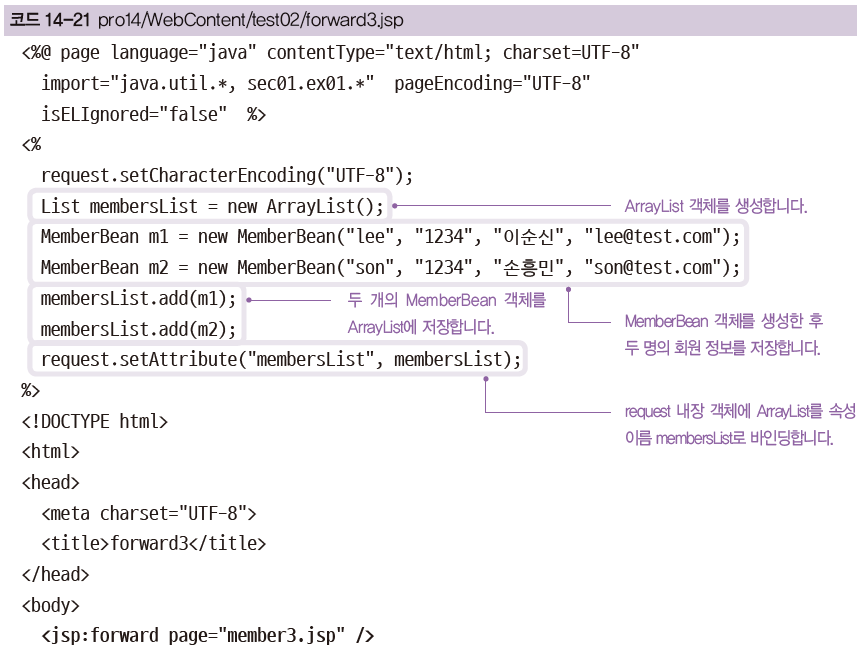 코드 14-21 pro14/WebContent/test02/forward3.jsp
<%@ page language="java" contentType="text/html; charset=UTF-8"
import="java.util.*, sec01.ex01.*" pageEncoding="UTF-8"
isELIgnored="false" %>
<%
request.setCharacterEncoding("UTF-8");
List membersList = new ArrayList();
ArrayList 객체를 생성합니다.
MemberBean m1 = new MemberBean("lee", "1234", "이순신", "lee@test.com");
MemberBean m2 = new MemberBean("son", "1234", "손흥민", "son@test.com");
membersList.add(m1);
membersList.add(m2);
두 개의 MemberBean 객체를
ArrayList에 저장합니다.
MemberBean 객체를 생성한 후
두 명의 회원 정보를 저장합니다.
request.setAttribute("membersList", membersList);
request 내장 객체에 ArrayList를 속성
이름 membersList로 바인딩합니다.
%>
<!DOCTYPE html>
<html>
<head>
<meta charset="UTF-8">
<title>forward3</title>
</head>
<body>
<jsp:forward page="member3.jsp" />